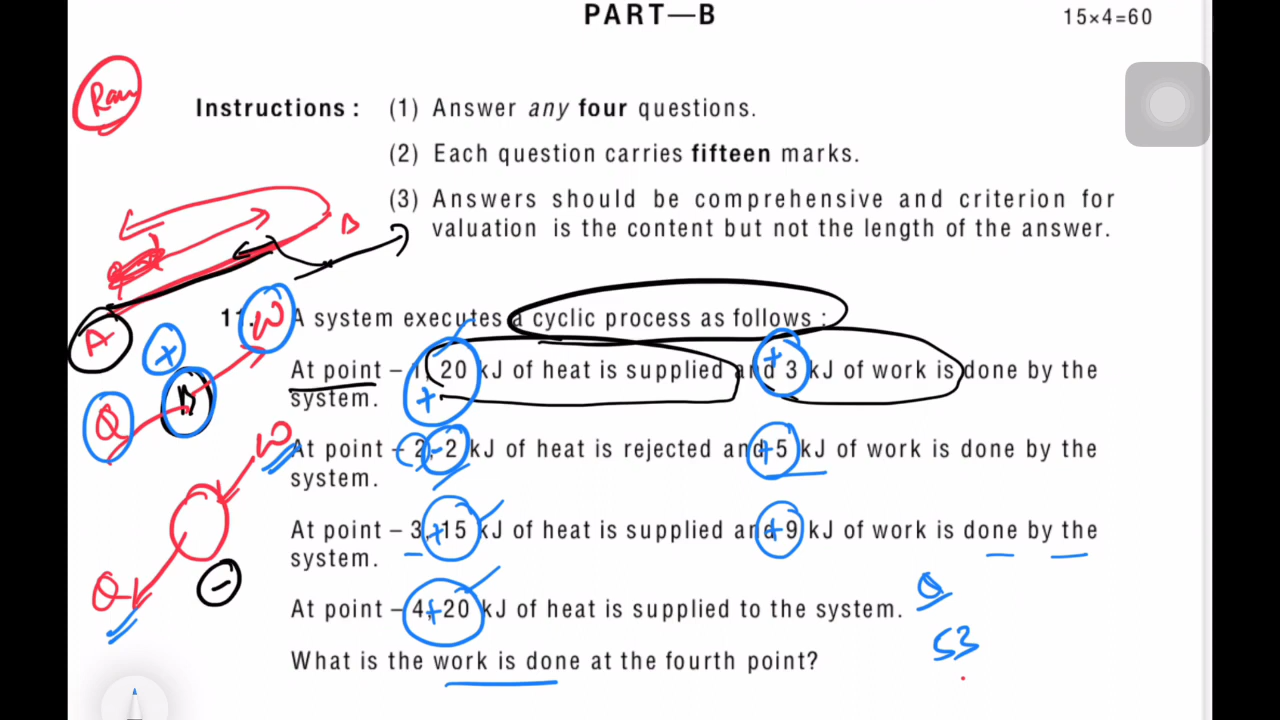 PART—B
15×4=60
Ram
Instructions : (1) Answer any four questions.
(2) Each question carries fifteen marks.
(3) Answers should be comprehensive and criterion for
valuation is the content but not the length of the answer.
A
W
11. A system executes a cyclic process as follows :
+
At point – 1, 20 kJ of heat is supplied and 3 kJ of work is done by the
+
+
system.
Q
W
At point – 2, 2 kJ of heat is rejected and 5 kJ of work is done by the
-
+
system.
At point – 3, 15 kJ of heat is supplied and 9 kJ of work is done by the
+
+
system.
Q
−
At point – 4, 20 kJ of heat is supplied to the system.
+
Q
53
What is the work is done at the fourth point?